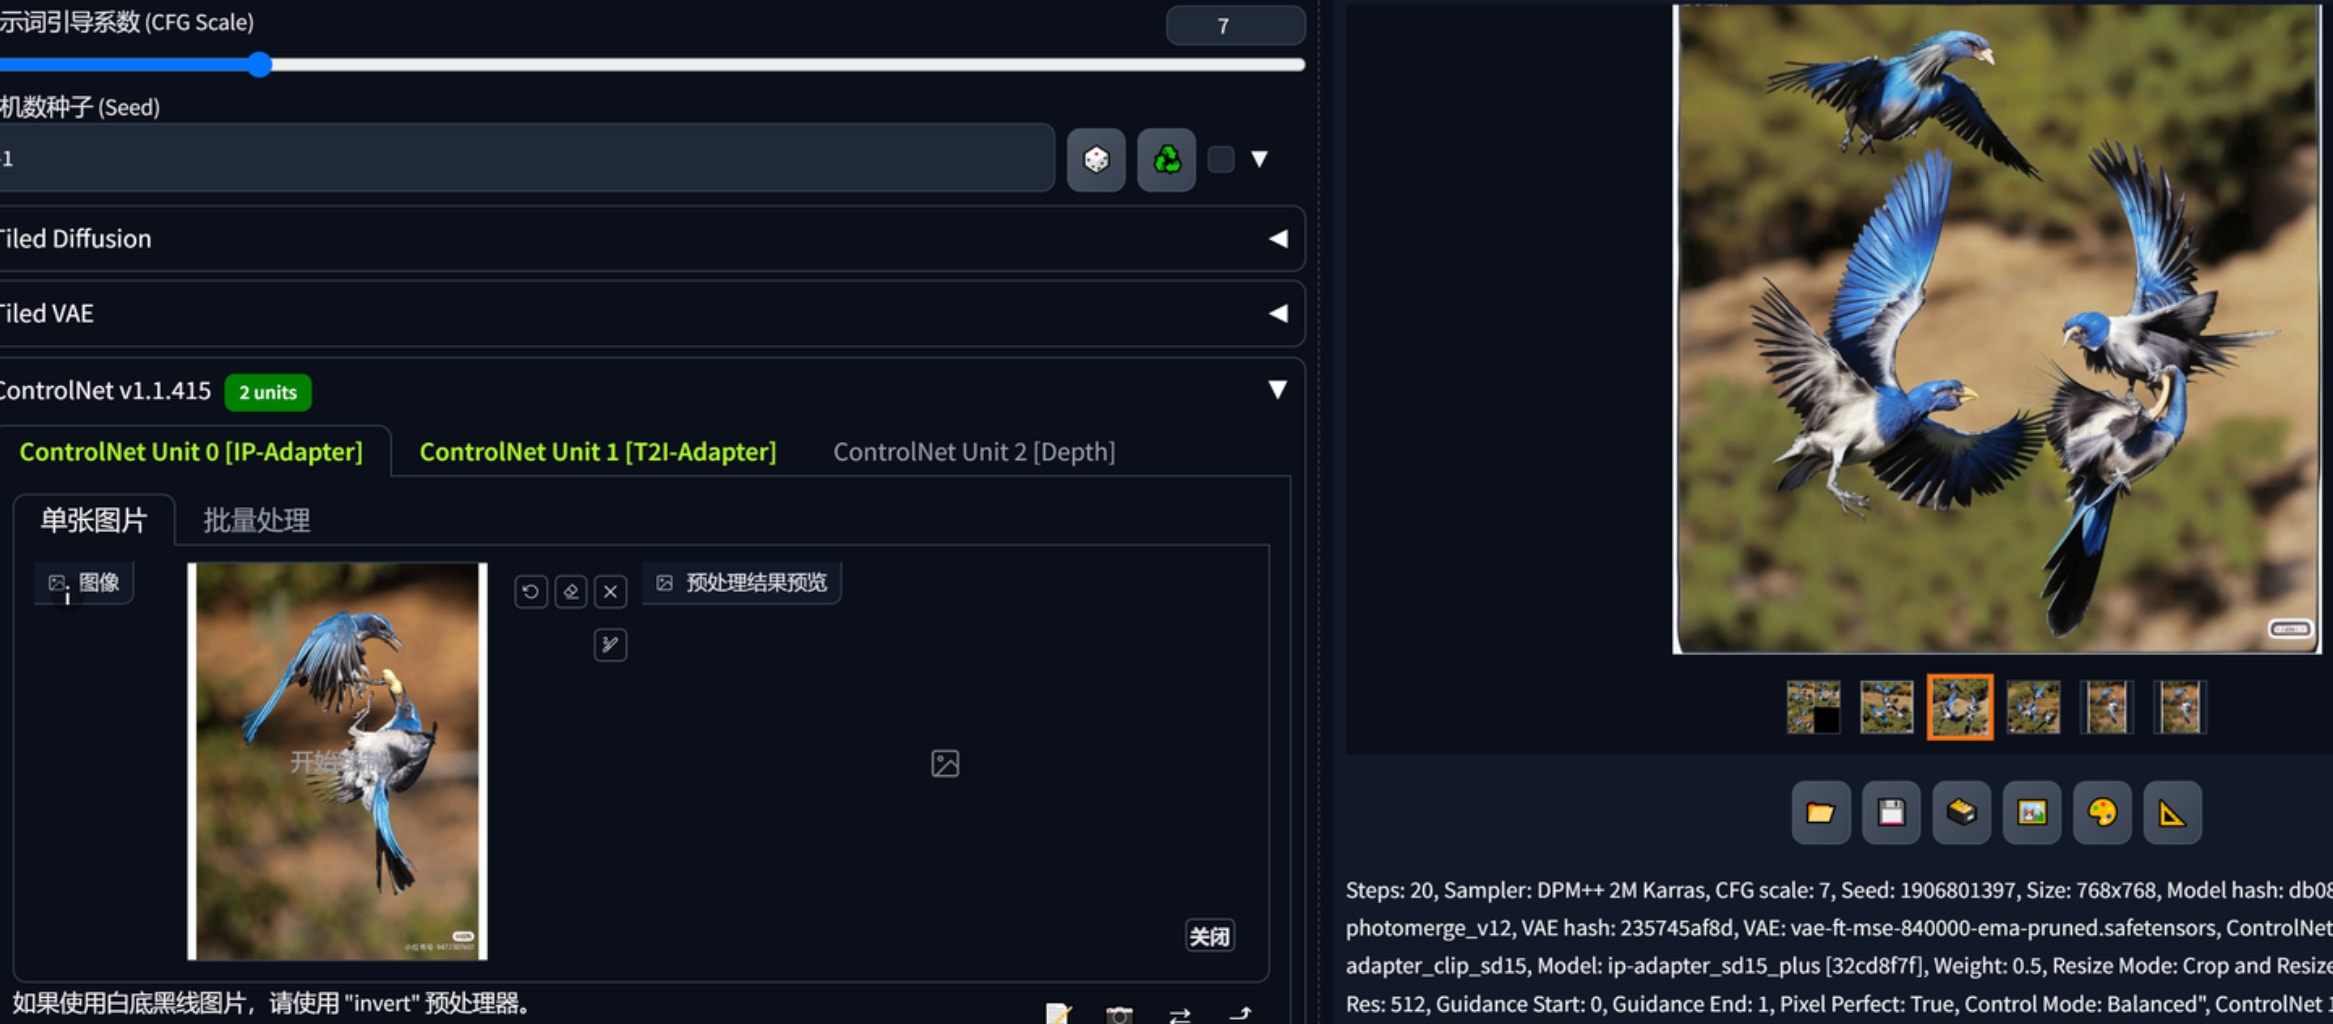 示词引导系数 (CFG Scale)
7
机数种子 (Seed)
-1
Tiled Diffusion
Tiled VAE
ControlNet v1.1.415
2 units
ControlNet Unit 0 [IP-Adapter]
ControlNet Unit 1 [T2I-Adapter]
ControlNet Unit 2 [Depth]
单张图片
批量处理
图像
预处理结果预览
开始
关闭
如果使用白底黑线图片，请使用 "invert" 预处理器。
Steps: 20, Sampler: DPM++ 2M Karras, CFG scale: 7, Seed: 1906801397, Size: 768x768, Model hash: db08
photomerge_v12, VAE hash: 235745af8d, VAE: vae-ft-mse-840000-ema-pruned.safetensors, ControlNet
adapter_clip_sd15, Model: ip-adapter_sd15_plus [32cd8f7f], Weight: 0.5, Resize Mode: Crop and Resize
Res: 512, Guidance Start: 0, Guidance End: 1, Pixel Perfect: True, Control Mode: Balanced", ControlNet 1